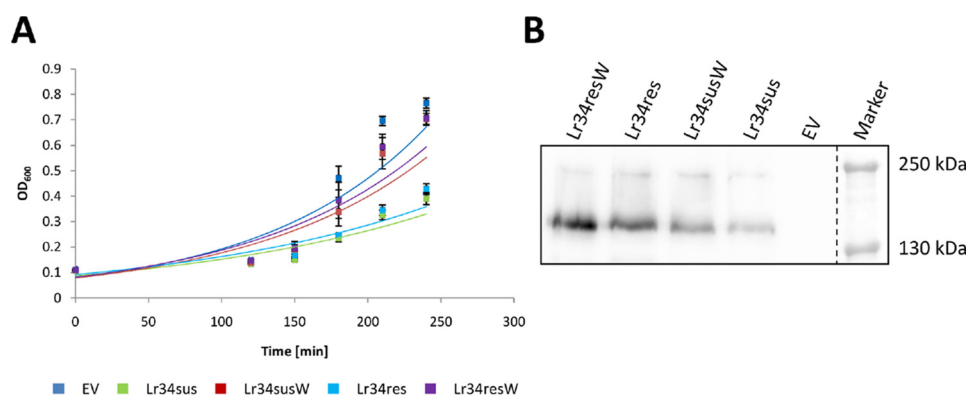 A
B
0.9
0.8
0.7
0.6
0.5
0.4
0.3
0.2
0.1
0
OD600
0
50
100
150
200
250
300
Time [min]
EV
Lr34sus
Lr34susW
Lr34res
Lr34resW
Lr34resW
Lr34res
Lr34susW
Lr34sus
EV
Marker
250 kDa
130 kDa